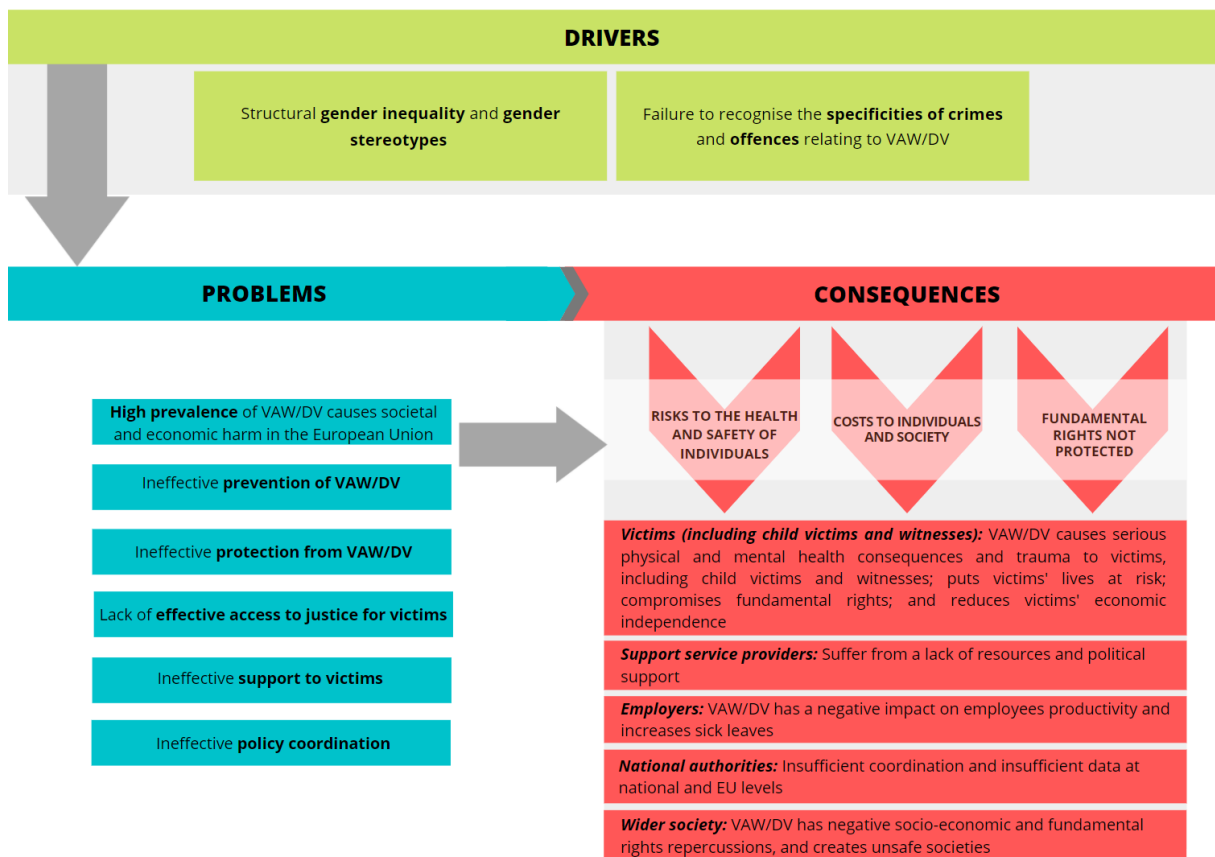 DRIVERS
Structural gender inequality and gender
stereotypes
Failure to recognise the specificities of crimes
and offences relating to VAW/DV
PROBLEMS
High prevalence of VAW/DV causes societal
and economic harm in the European Union
Ineffective prevention of VAW/DV
Ineffective protection from VAW/DV
Lack of effective access to justice for victims
Ineffective support to victims
Ineffective policy coordination
CONSEQUENCES
RISKS TO THE HEALTH
AND SAFETY OF
INDIVIDUALS
COSTS TO INDIVIDUALS
AND SOCIETY
FUNDAMENTAL
RIGHTS NOT
PROTECTED
Victims (including child victims and witnesses): VAW/DV causes serious
physical and mental health consequences and trauma to victims,
including child victims and witnesses; puts victims' lives at risk;
compromises fundamental rights; and reduces victims' economic
independence
Support service providers: Suffer from a lack of resources and political
support
Employers: VAW/DV has a negative impact on employees productivity and
increases sick leaves
National authorities: Insufficient coordination and insufficient data at
national and EU levels
Wider society: VAW/DV has negative socio-economic and fundamental
rights repercussions, and creates unsafe societies